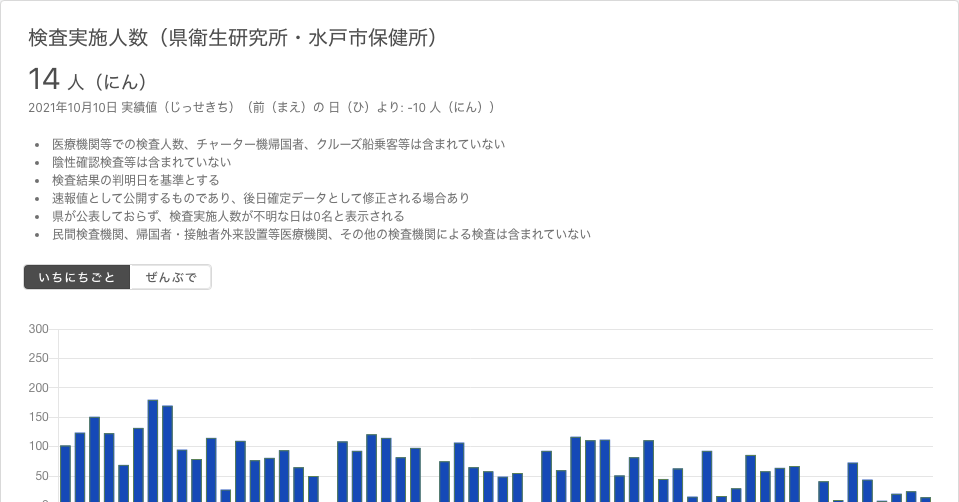 検査実施人数（県衛生研究所・水戸市保健所）
14 人（にん）
2021年10月10日 実績値（じっせきち）（前（まえ）の 日（ひ）より: -10 人（にん））
医療機関等での検査人数、チャーター機帰国者、クルーズ船乗客等は含まれていない
陰性確認検査等は含まれていない
検査結果の判明日を基準とする
速報値として公開するものであり、後日確定データとして修正される場合あり
県が公表しておらず、検査実施人数が不明な日は0名と表示される
民間検査機関、帰国者・接触者外来設置等医療機関、その他の検査機関による検査は含まれていない
いちにちごと ぜんぶで
300
250
200
150
100
50
0